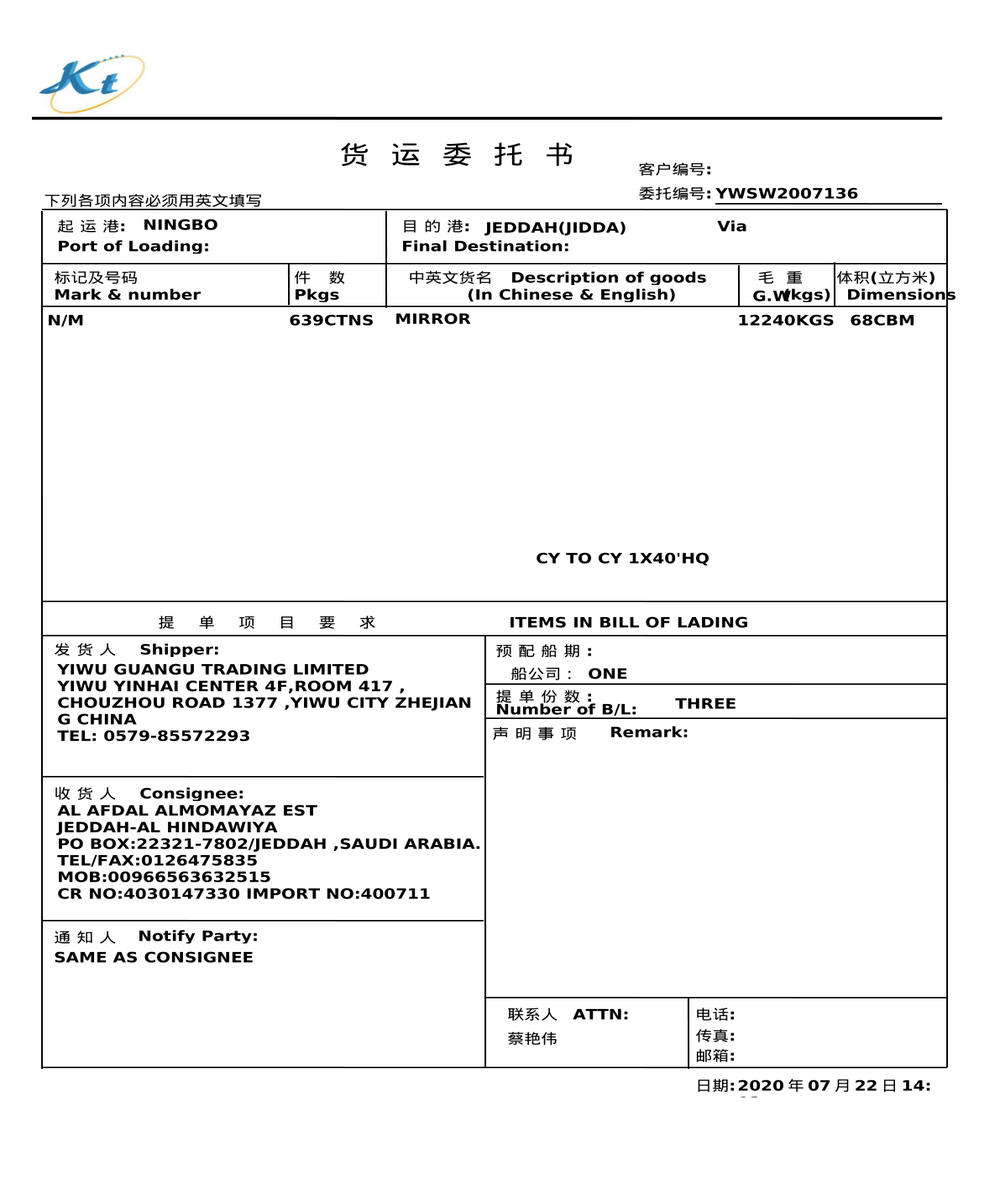 Kt
货 运 委 托 书
客户编号:
下列各项内容必须用英文填写
委托编号: YWSW2007136
起 运 港: NINGBO
Port of Loading:
目 的 港: JEDDAH(JIDDA) Via
Final Destination:
标记及号码 件 数 中英文货名 Description of goods 毛 重 体积(立方米)
Mark & number Pkgs (In Chinese & English) G.W(kgs) Dimensions
N/M 639CTNS MIRROR 12240KGS 68CBM
CY TO CY 1X40'HQ
提 单 项 目 要 求 ITEMS IN BILL OF LADING
发 货 人 Shipper:
YIWU GUANGU TRADING LIMITED
YIWU YINHAI CENTER 4F,ROOM 417 ,
CHOUZHOU ROAD 1377 ,YIWU CITY ZHEJIAN
G CHINA
TEL: 0579-85572293
预 配 船 期 :
船公司 : ONE
提 单 份 数 :
Number of B/L: THREE
声 明 事 项 Remark:
收 货 人 Consignee:
AL AFDAL ALMOMAYAZ EST
JEDDAH-AL HINDAWIYA
PO BOX:22321-7802/JEDDAH ,SAUDI ARABIA.
TEL/FAX:0126475835
MOB:00966563632515
CR NO:4030147330 IMPORT NO:400711
通 知 人 Notify Party:
SAME AS CONSIGNEE
联系人 ATTN:
蔡艳伟
电话:
传真:
邮箱:
日期:2020 年 07 月 22 日 14: